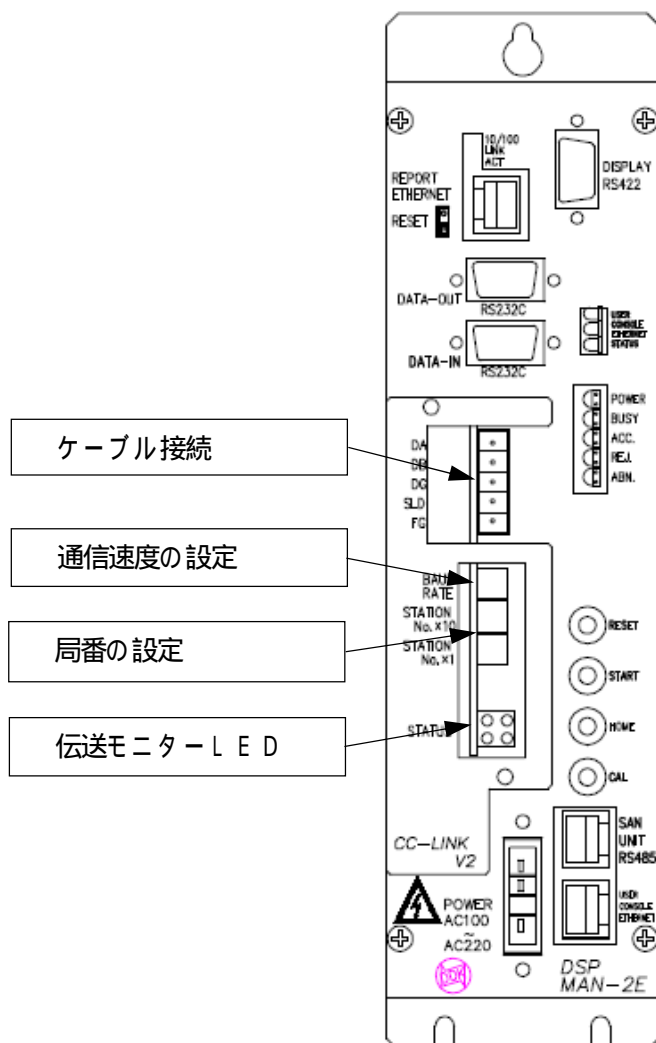 10/100
LINK
ACT
REPORT
ETHERNET
RESET
DISPLAY
RS422
DATA-OUT
RS232C
DATA-IN
RS232C
USER
CONSOLE
ETHERNET
STATUS
POWER
BUSY
ACC.
REJ.
ABN.
ケーブル接続
DA
DB
DG
SLD
FG
通信速度の設定
BAUD
RATE
局番の設定
STATION
No.×10
STATION
No.×1
伝送モニターLED
STATUS
RESET
START
HOME
CAL
CC-LINK
V2
SAN
UNIT
RS485
USER
CONSOLE
ETHERNET
POWER
AC100
~
AC220
DSP
MAN-2E